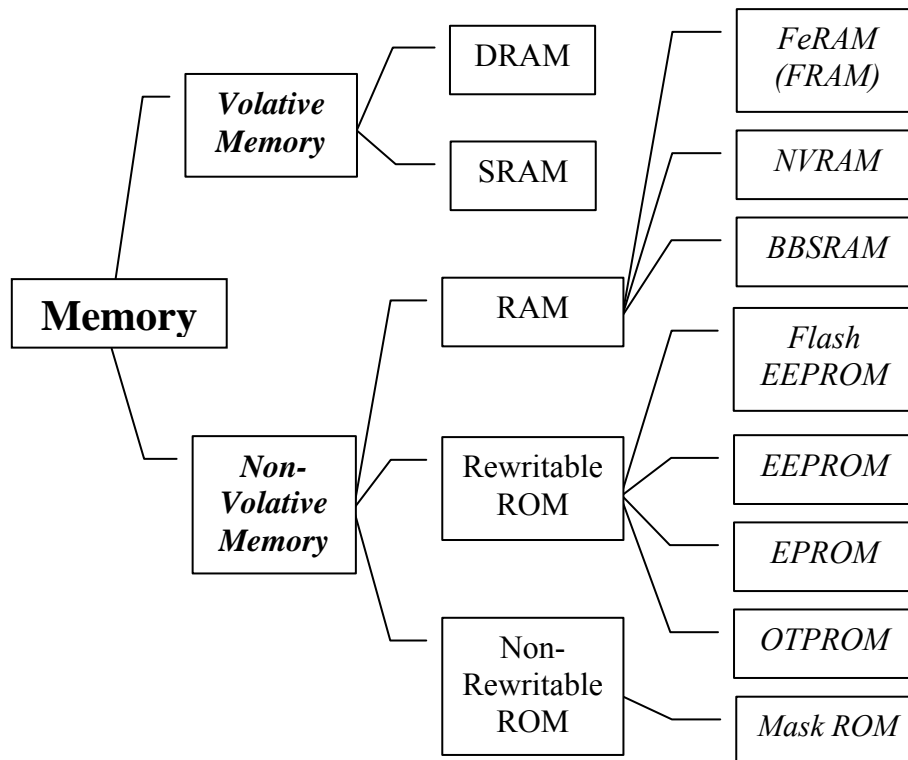 Memory
Volative
Memory
DRAM
SRAM
Non-
Volative
Memory
RAM
FeRAM
(FRAM)
NVRAM
BBSRAM
Rewritable
ROM
Flash
EEPROM
EEPROM
EPROM
OTPROM
Non-
Rewritable
ROM
Mask ROM